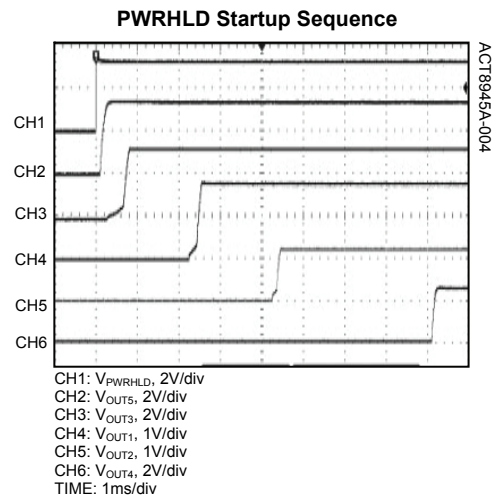 PWRHLD Startup Sequence
ACT8945A-004
CH1
CH2
CH3
CH4
CH5
CH6
CH1: VPWRHLD, 2V/div
CH2: VOUT5, 2V/div
CH3: VOUT3, 2V/div
CH4: VOUT1, 1V/div
CH5: VOUT2, 1V/div
CH6: VOUT4, 2V/div
TIME: 1ms/div